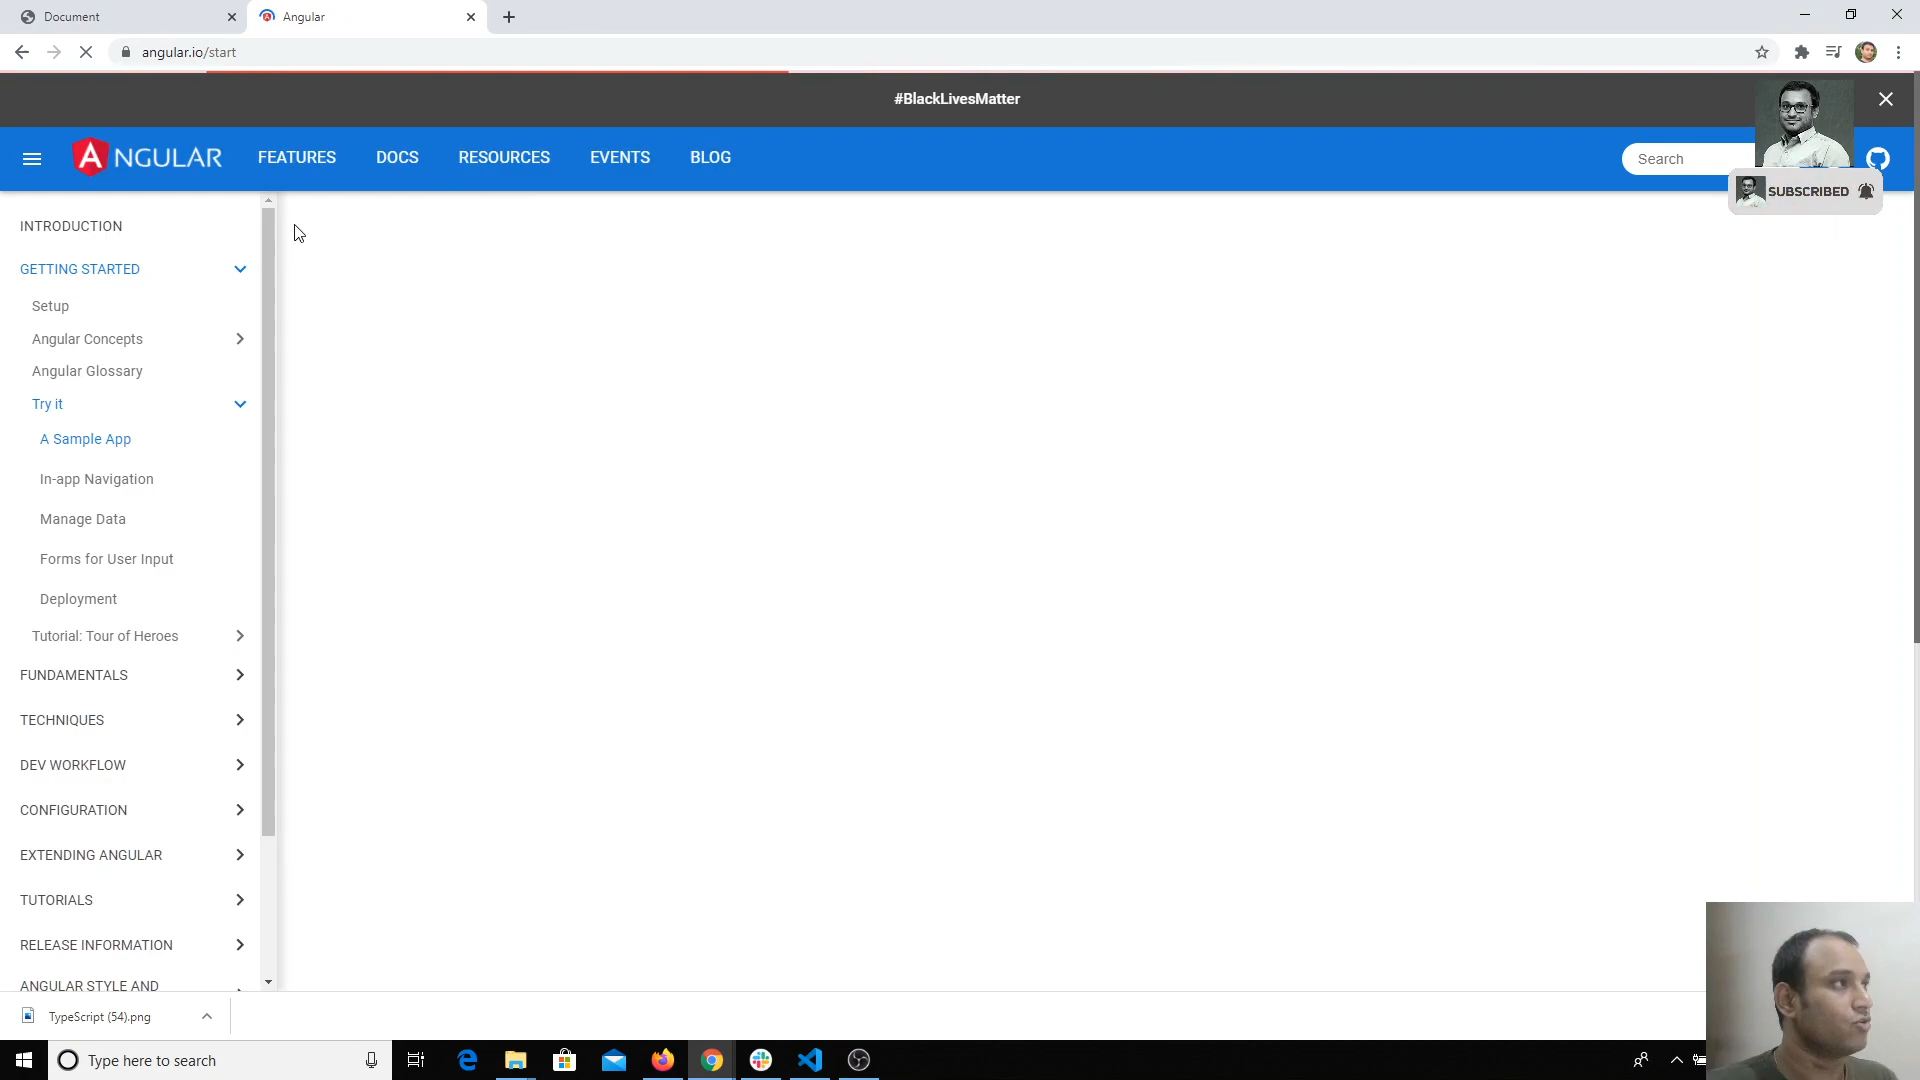 Document
Angular
angular.io/start
#BlackLivesMatter
ANGULAR
FEATURES
DOCS
RESOURCES
EVENTS
BLOG
Search
SUBSCRIBED
INTRODUCTION
GETTING STARTED
Setup
Angular Concepts
Angular Glossary
Try it
A Sample App
In-app Navigation
Manage Data
Forms for User Input
Deployment
Tutorial: Tour of Heroes
FUNDAMENTALS
TECHNIQUES
DEV WORKFLOW
CONFIGURATION
EXTENDING ANGULAR
TUTORIALS
RELEASE INFORMATION
ANGULAR STYLE AND
TypeScript (54).png
Type here to search